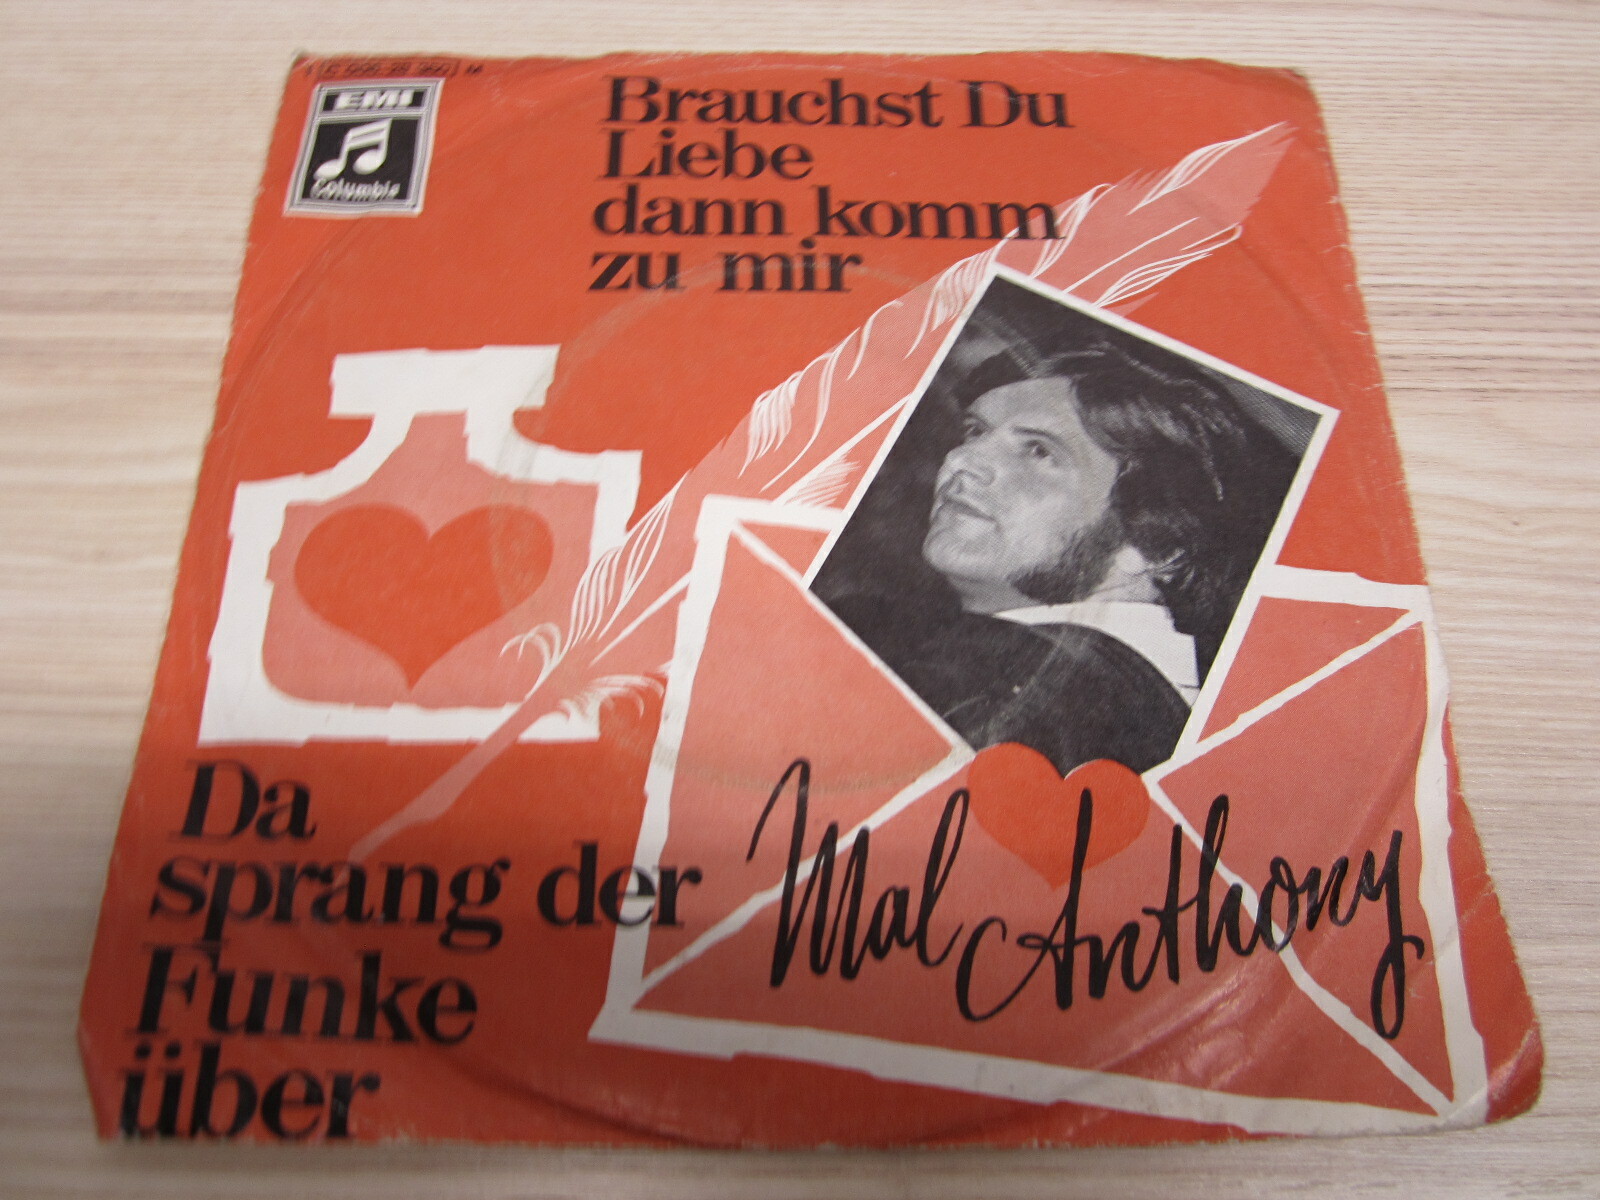 EMI
Columbia
Brauchst Du
Liebe
dann komm
zu mir
Da
sprang der
Funke
über
Mal Anthony